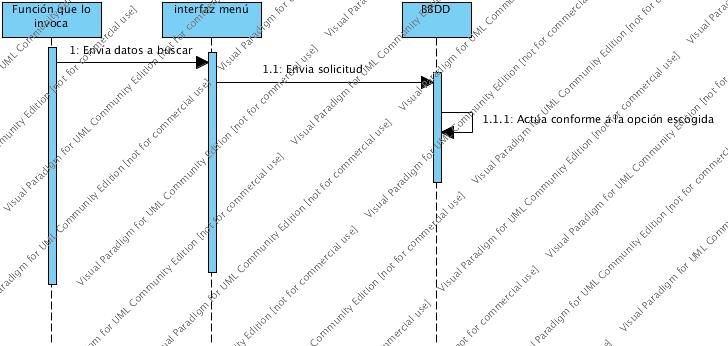 Función que lo
invoca
interfaz menú
BBDD
1: Envia datos a buscar
1.1: Envia solicitud
1.1.1: Actúa conforme a la opción escogida
Visual Paradigm for UML Community Edition [not for commercial use]